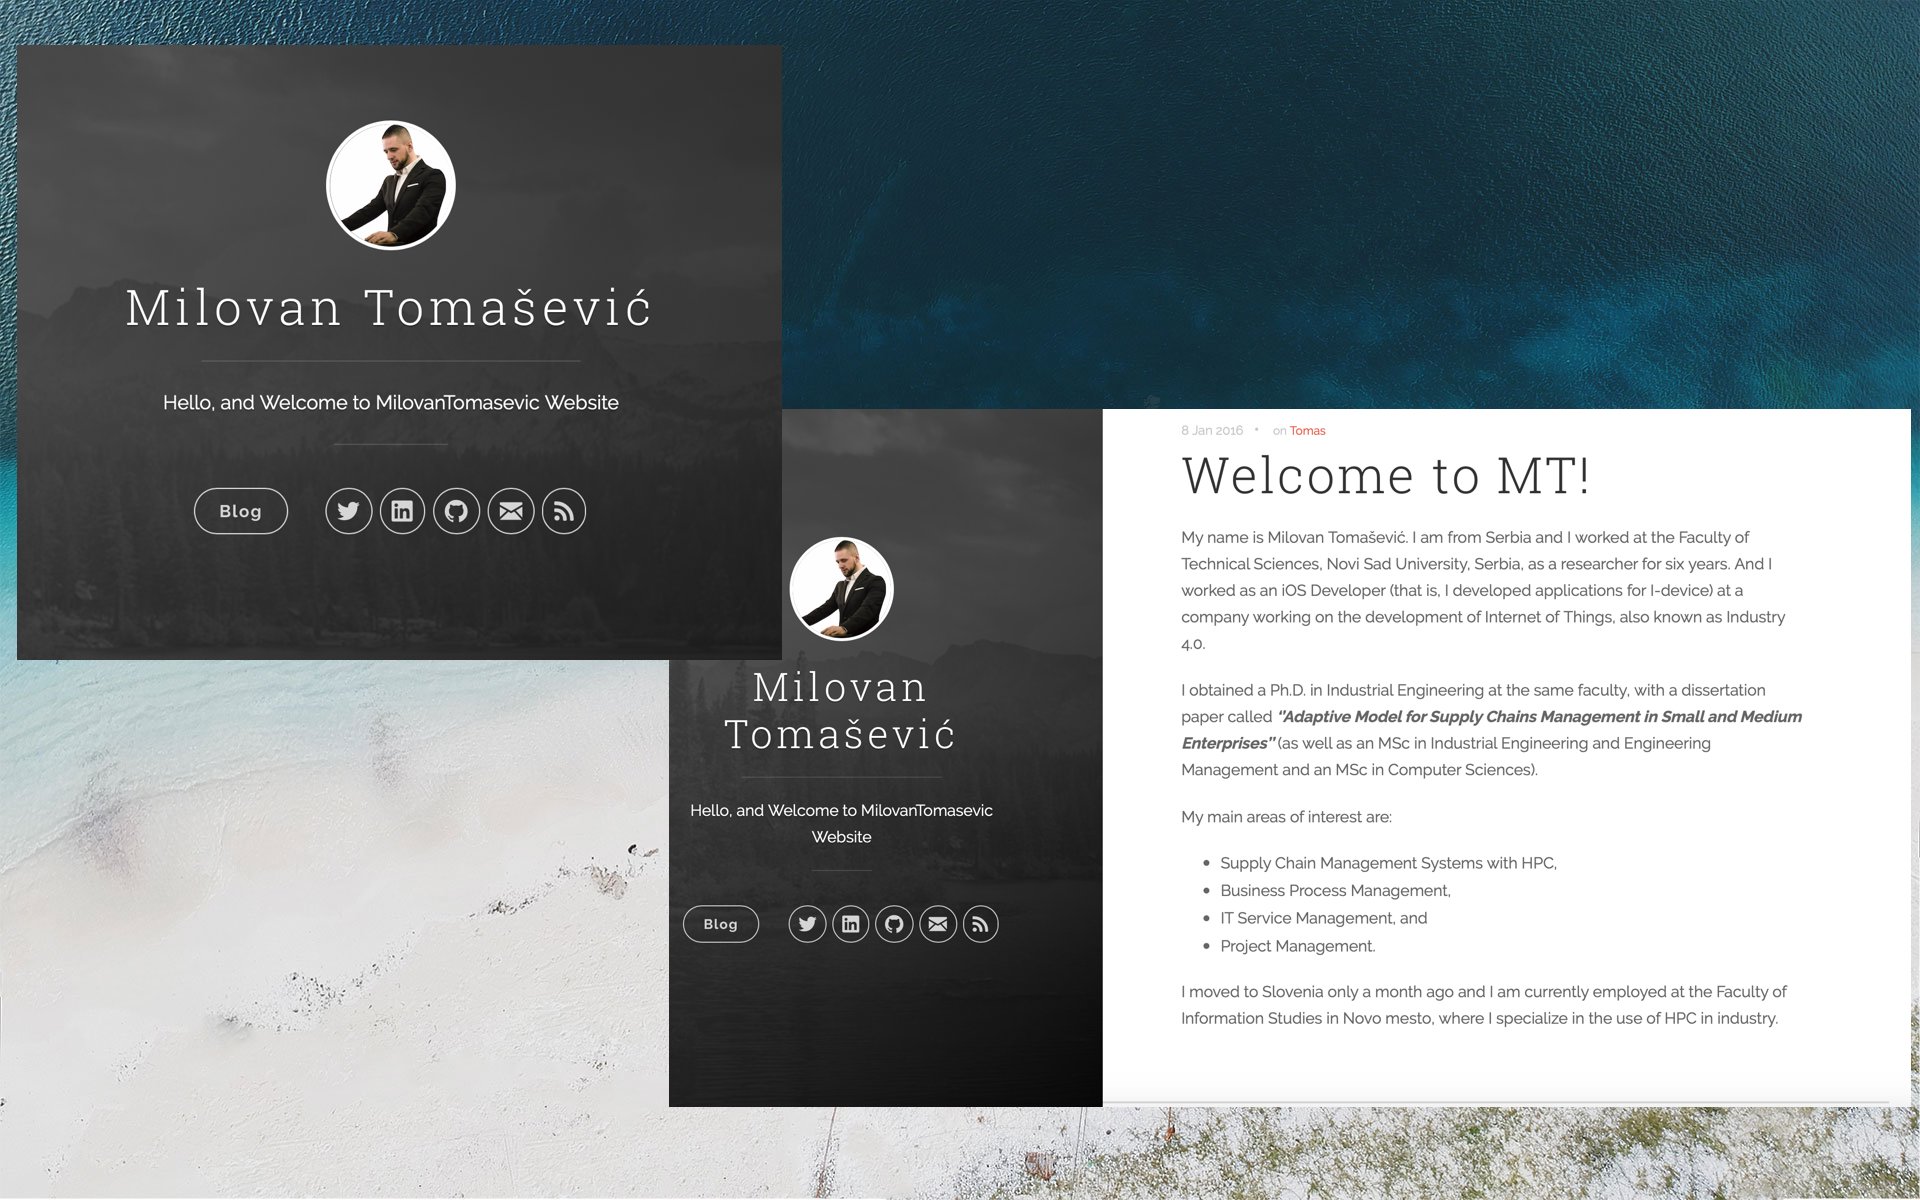 Milovan Tomašević
Hello, and Welcome to MilovanTomasevic Website
Blog
Milovan
Tomašević
Hello, and Welcome to MilovanTomasevic
Website
Blog
8 Jan 2016 • on Tomas
Welcome to MT!
My name is Milovan Tomašević. I am from Serbia and I worked at the Faculty of
Technical Sciences, Novi Sad University, Serbia, as a researcher for six years. And I
worked as an iOS Developer (that is, I developed applications for I-device) at a
company working on the development of Internet of Things, also known as Industry
4.0.
I obtained a Ph.D. in Industrial Engineering at the same faculty, with a dissertation
paper called "Adaptive Model for Supply Chains Management in Small and Medium
Enterprises" (as well as an MSc in Industrial Engineering and Engineering
Management and an MSc in Computer Sciences).
My main areas of interest are:
• Supply Chain Management Systems with HPC,
• Business Process Management,
• IT Service Management, and
• Project Management.
I moved to Slovenia only a month ago and I am currently employed at the Faculty of
Information Studies in Novo mesto, where I specialize in the use of HPC in industry.